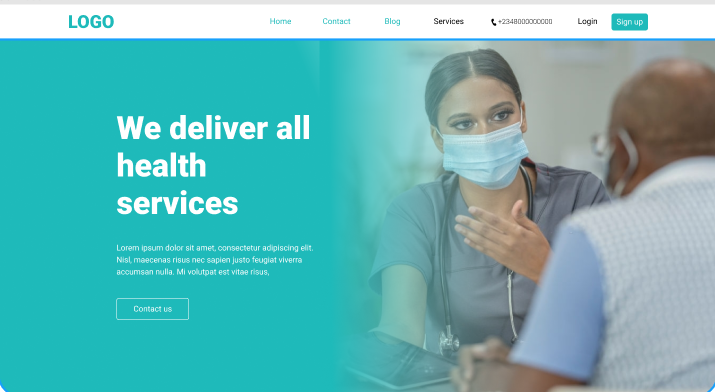 LOGO
Home Contact Blog Services +2348000000000 Login Sign up
We deliver all
health
services
Lorem ipsum dolor sit amet, consectetur adipiscing elit.
Nisl, maecenas risus nec sapien justo feugiat viverra
accumsan nulla. Mi volutpat est vitae risus,
Contact us